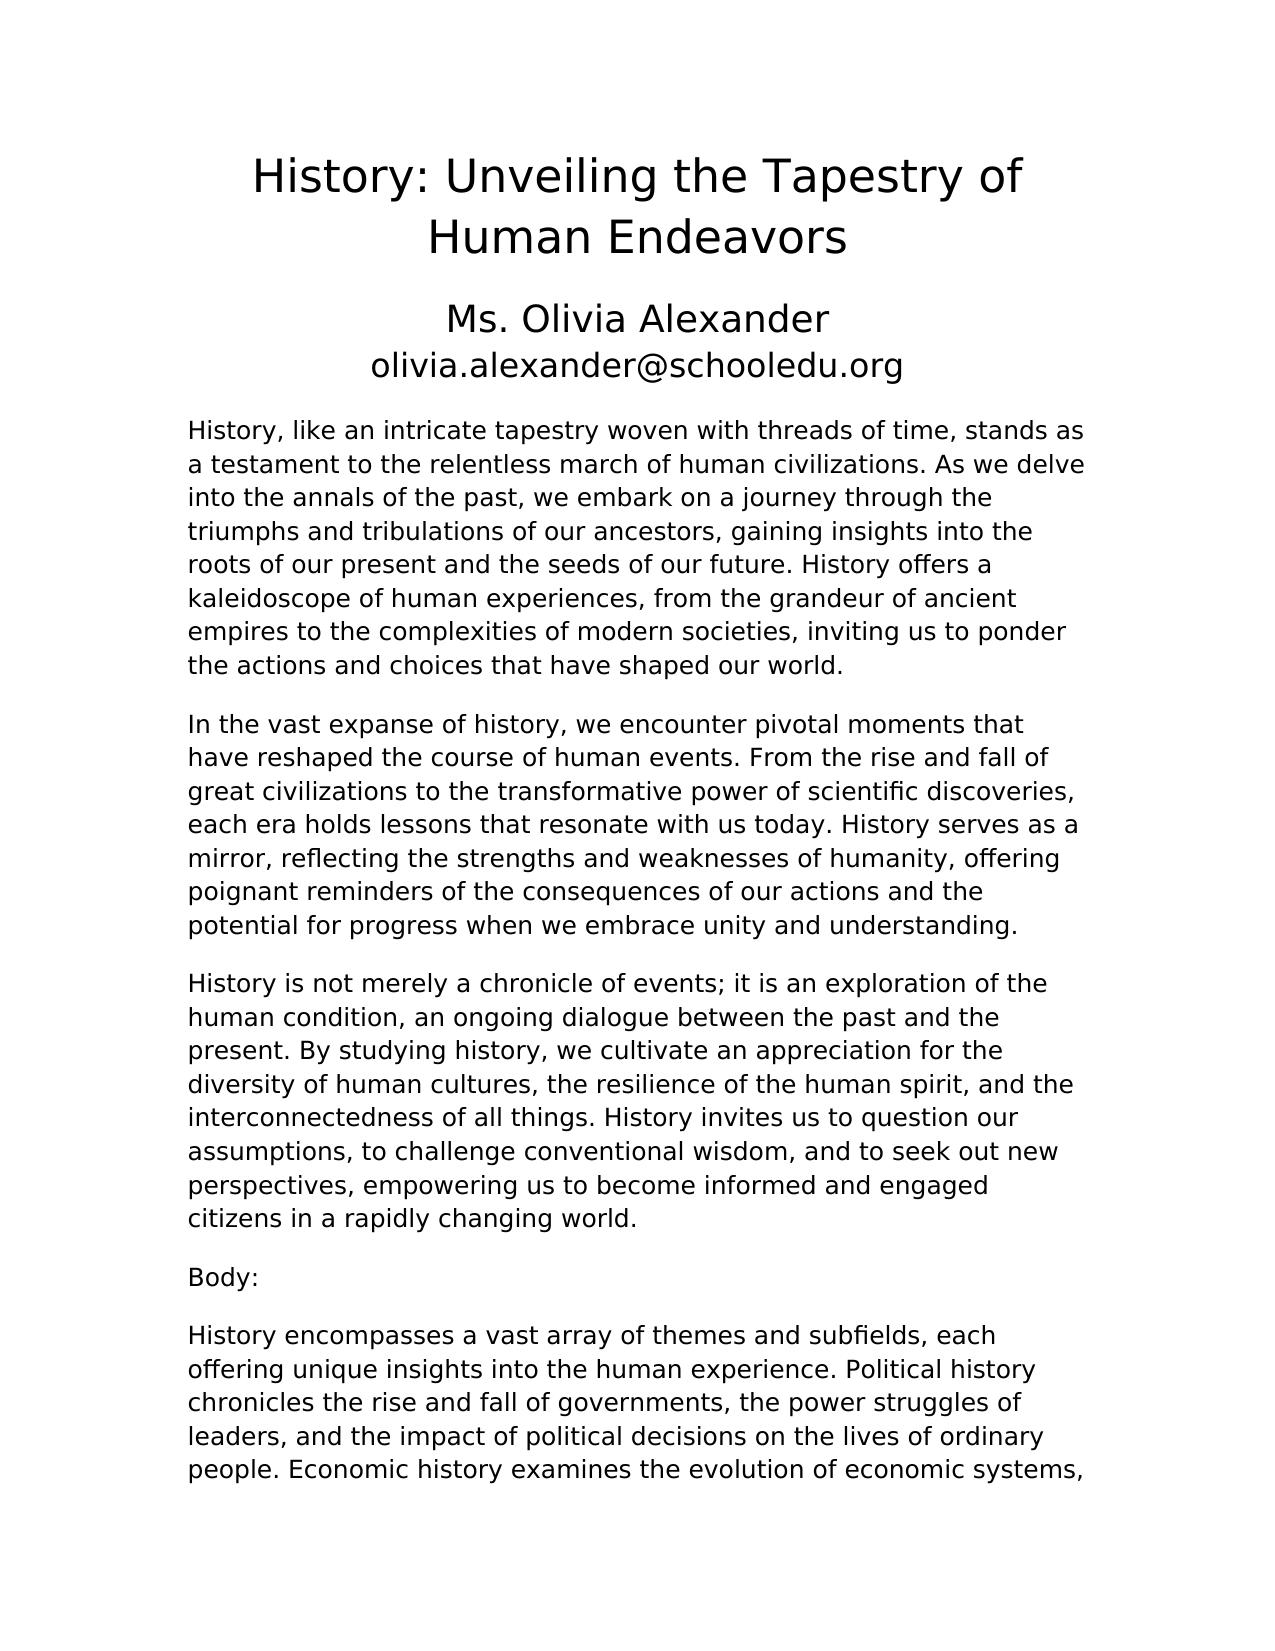 History: Unveiling the Tapestry of
Human Endeavors
Ms. Olivia Alexander
olivia.alexander@schooledu.org
History, like an intricate tapestry woven with threads of time, stands as
a testament to the relentless march of human civilizations. As we delve
into the annals of the past, we embark on a journey through the
triumphs and tribulations of our ancestors, gaining insights into the
roots of our present and the seeds of our future. History offers a
kaleidoscope of human experiences, from the grandeur of ancient
empires to the complexities of modern societies, inviting us to ponder
the actions and choices that have shaped our world.
In the vast expanse of history, we encounter pivotal moments that
have reshaped the course of human events. From the rise and fall of
great civilizations to the transformative power of scientific discoveries,
each era holds lessons that resonate with us today. History serves as a
mirror, reflecting the strengths and weaknesses of humanity, offering
poignant reminders of the consequences of our actions and the
potential for progress when we embrace unity and understanding.
History is not merely a chronicle of events; it is an exploration of the
human condition, an ongoing dialogue between the past and the
present. By studying history, we cultivate an appreciation for the
diversity of human cultures, the resilience of the human spirit, and the
interconnectedness of all things. History invites us to question our
assumptions, to challenge conventional wisdom, and to seek out new
perspectives, empowering us to become informed and engaged
citizens in a rapidly changing world.
Body:
History encompasses a vast array of themes and subfields, each
offering unique insights into the human experience. Political history
chronicles the rise and fall of governments, the power struggles of
leaders, and the impact of political decisions on the lives of ordinary
people. Economic history examines the evolution of economic systems,